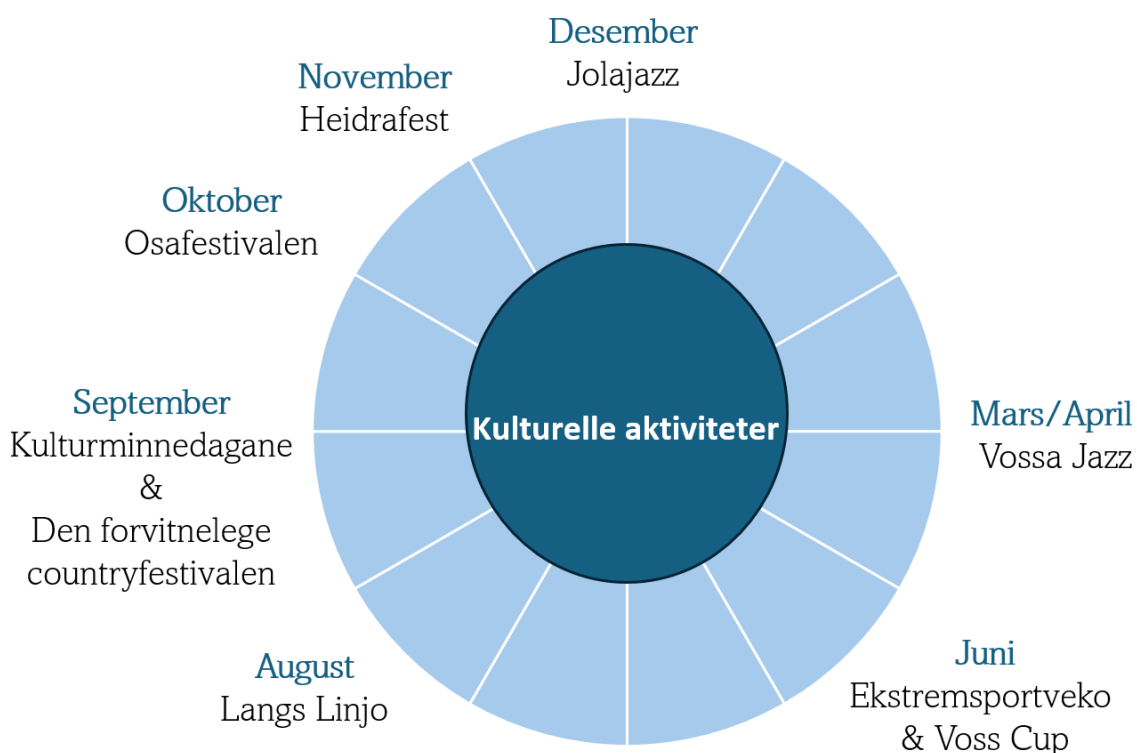 Desember
Jolajazz
November
Heidrafest
Oktober
Osafestivalen
September
Kulturminnedagane
&
Den forvitnelege
countryfestivalen
August
Langs Linjo
Kulturelle aktiviteter
Mars/April
Vossa Jazz
Juni
Ekstremsportveko
& Voss Cup